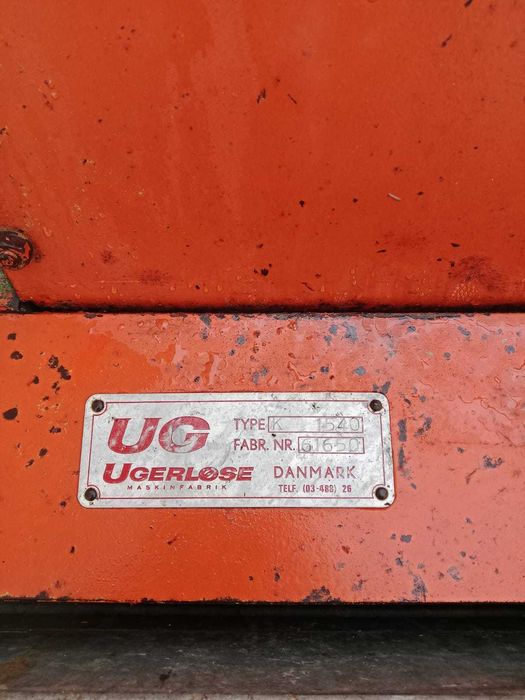 UG
TYPE K 1540
FABR. NR. 61650
UGERLØSE DANMARK
MASKINFABRIK TELF. (03-488) 26